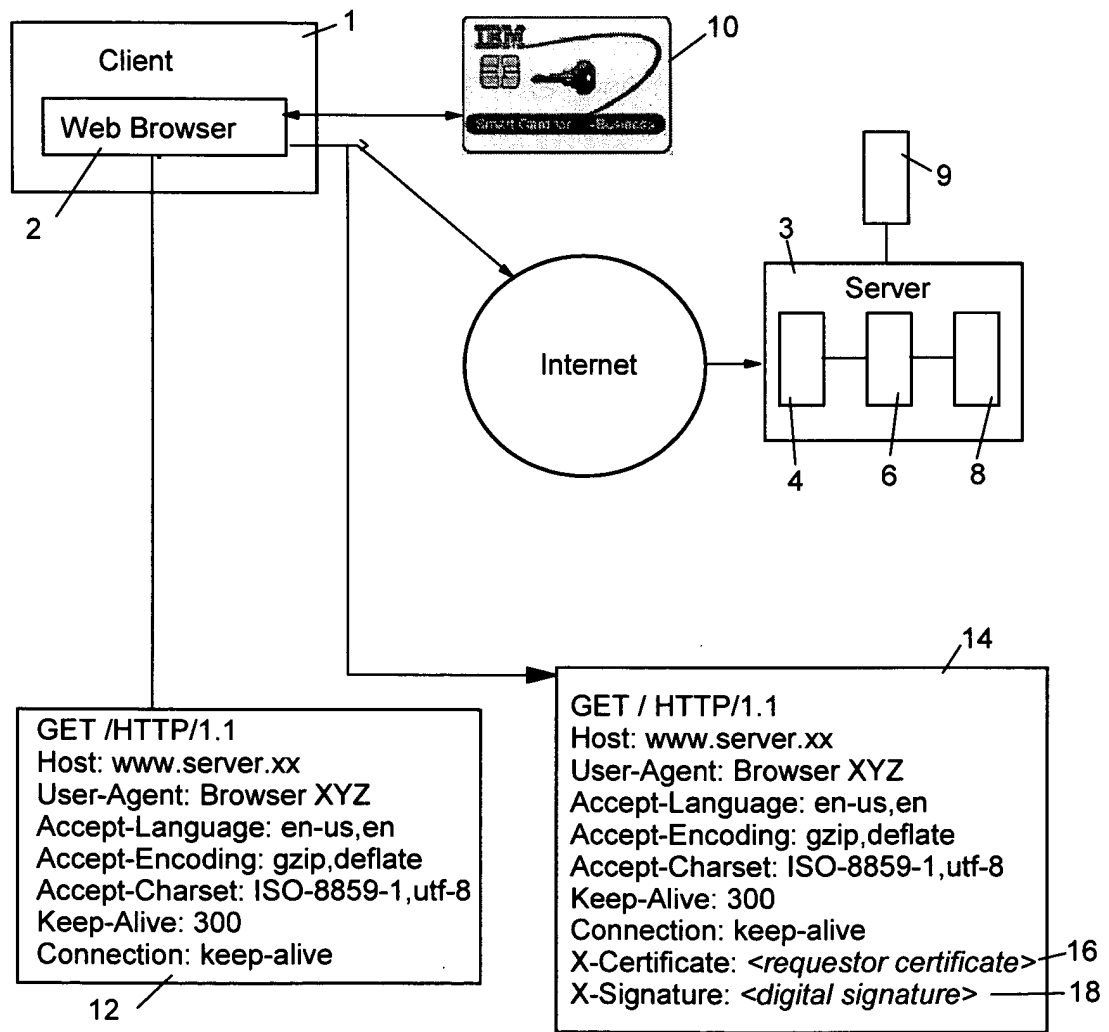 1
Client
Web Browser
2
IBM
10
9
3
Server
Internet
4
6
8
14
GET /HTTP/1.1
Host: www.server.xx
User-Agent: Browser XYZ
Accept-Language: en-us,en
Accept-Encoding: gzip,deflate
Accept-Charset: ISO-8859-1,utf-8
Keep-Alive: 300
Connection: keep-alive
12
GET / HTTP/1.1
Host: www.server.xx
User-Agent: Browser XYZ
Accept-Language: en-us,en
Accept-Encoding: gzip,deflate
Accept-Charset: ISO-8859-1,utf-8
Keep-Alive: 300
Connection: keep-alive
X-Certificate: <requestor certificate> 16
X-Signature: <digital signature> 18